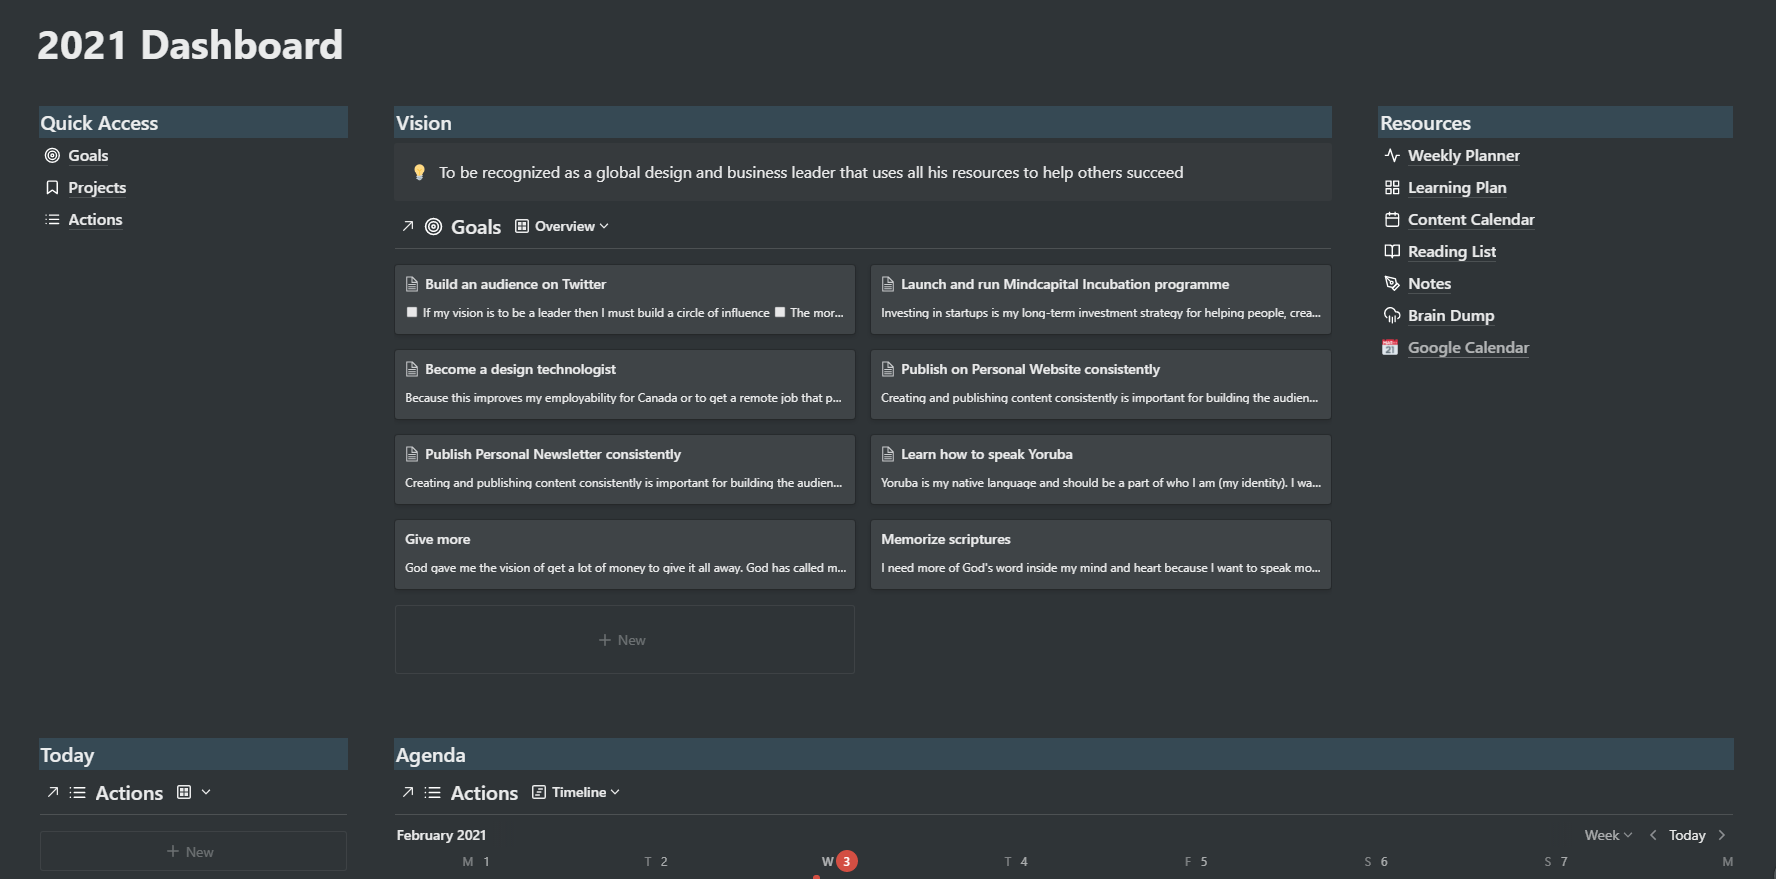 2021 Dashboard
Quick Access
Goals
Projects
Actions
Vision
To be recognized as a global design and business leader that uses all his resources to help others succeed
Goals Overview
Build an audience on Twitter
If my vision is to be a leader then I must build a circle of influence The mor...
Launch and run Mindcapital Incubation programme
Investing in startups is my long-term investment strategy for helping people, crea...
Become a design technologist
Because this improves my employability for Canada or to get a remote job that p...
Publish on Personal Website consistently
Creating and publishing content consistently is important for building the audien...
Publish Personal Newsletter consistently
Creating and publishing content consistently is important for building the audien...
Learn how to speak Yoruba
Yoruba is my native language and should be a part of who I am (my identity). I wa...
Give more
God gave me the vision of get a lot of money to give it all away. God has called m...
Memorize scriptures
I need more of God's word inside my mind and heart because I want to speak mo...
+ New
Resources
Weekly Planner
Learning Plan
Content Calendar
Reading List
Notes
Brain Dump
21 Google Calendar
Today
Actions
+ New
Agenda
Actions Timeline
February 2021 Week Today
M 1 T 2 W 3 T 4 F 5 S 6 S 7 M